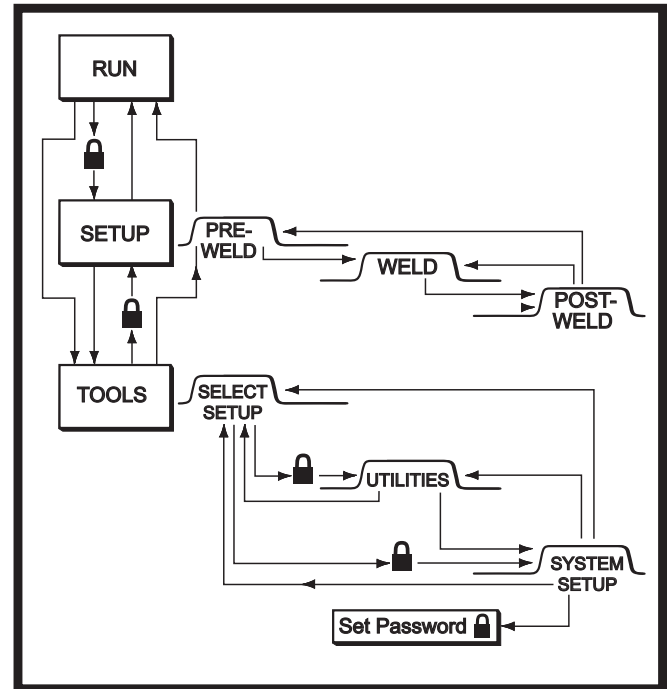 RUN
SETUP
PRE-
WELD
WELD
POST-
WELD
TOOLS
SELECT
SETUP
UTILITIES
SYSTEM
SETUP
Set Password